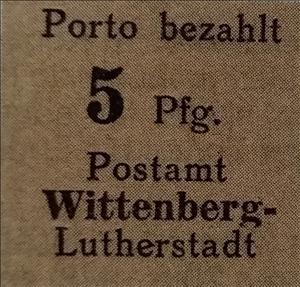 Porto bezahlt
5 Pfg.
Postamt
Wittenberg-
Lutherstadt